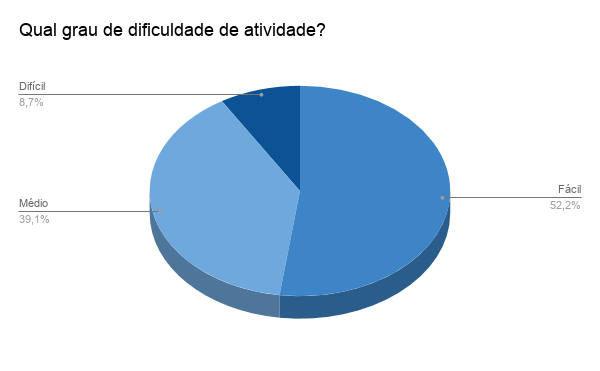 Qual grau de dificuldade de atividade?
Difícil
8,7%
Fácil
52,2%
Médio
39,1%